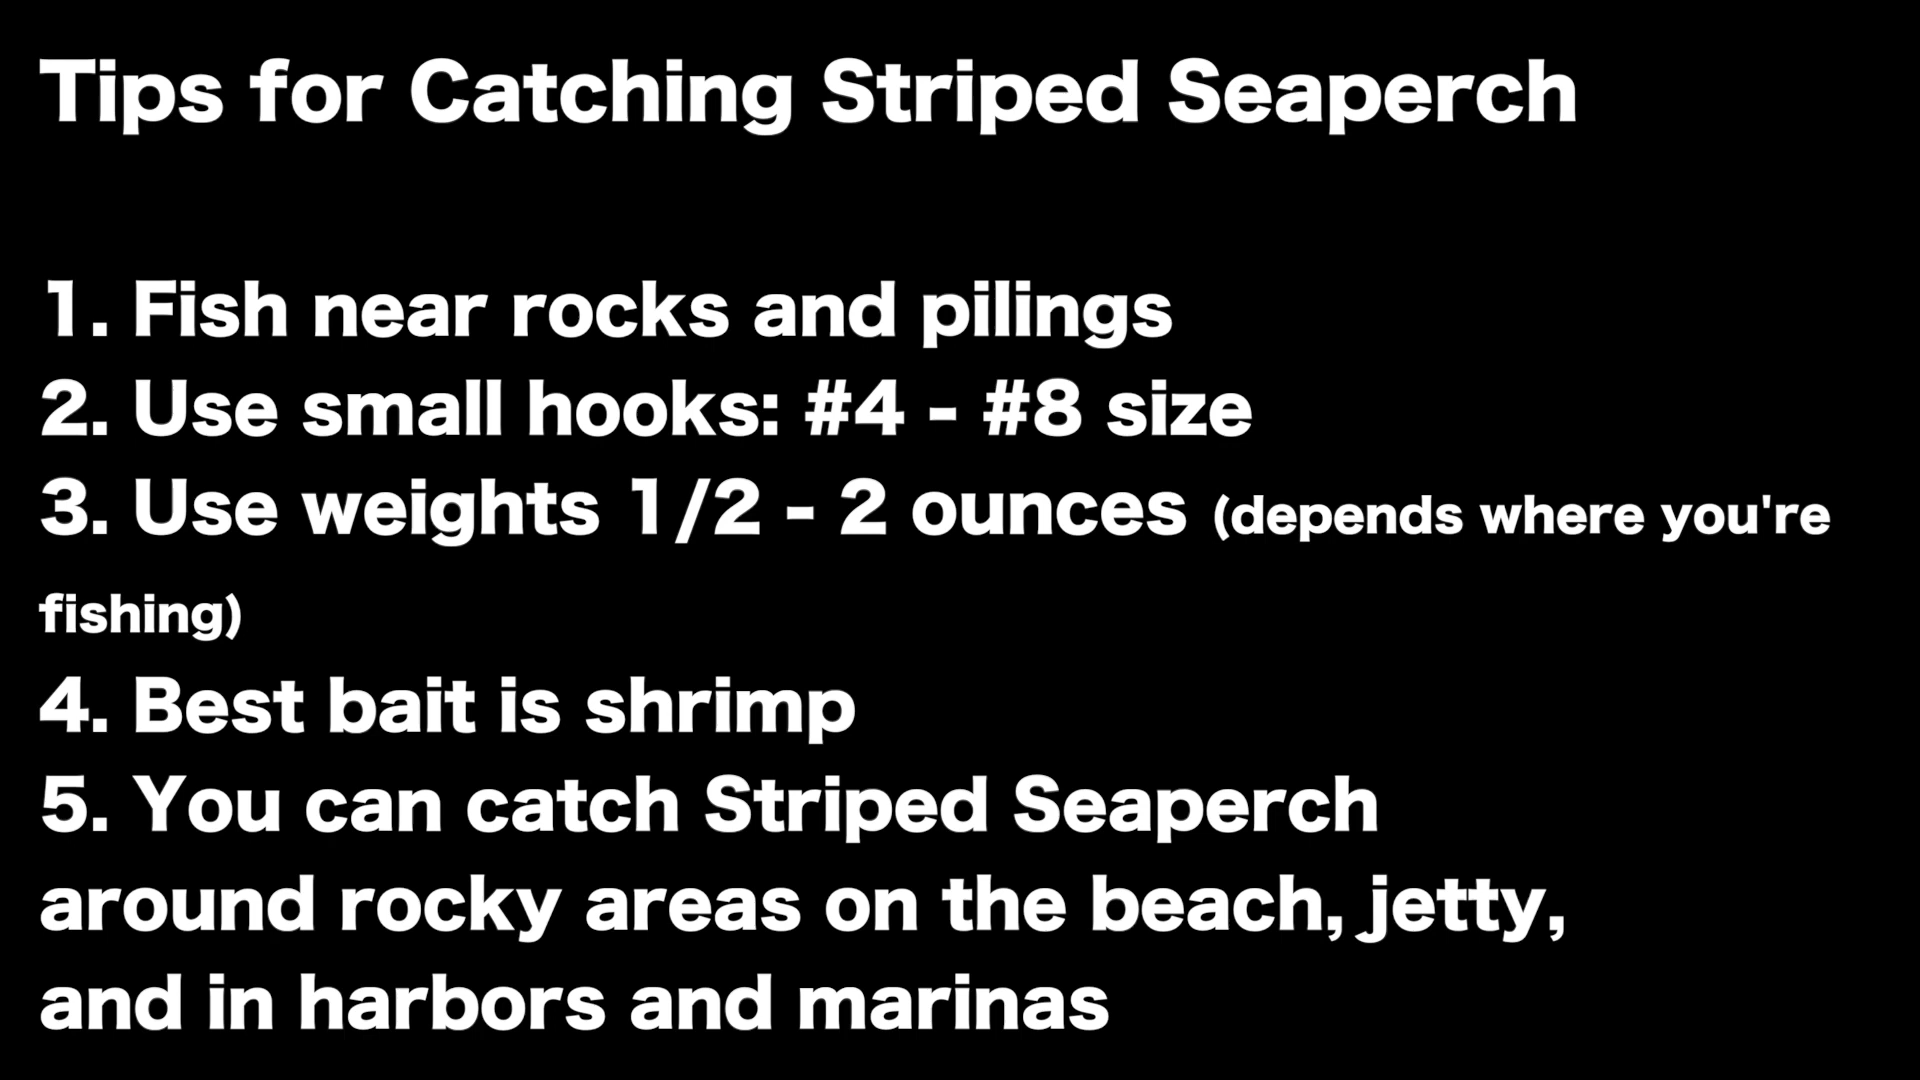 Tips for Catching Striped Seaperch
1. Fish near rocks and pilings
2. Use small hooks: #4 - #8 size
3. Use weights 1/2 - 2 ounces (depends where you're
fishing)
4. Best bait is shrimp
5. You can catch Striped Seaperch
around rocky areas on the beach, jetty,
and in harbors and marinas